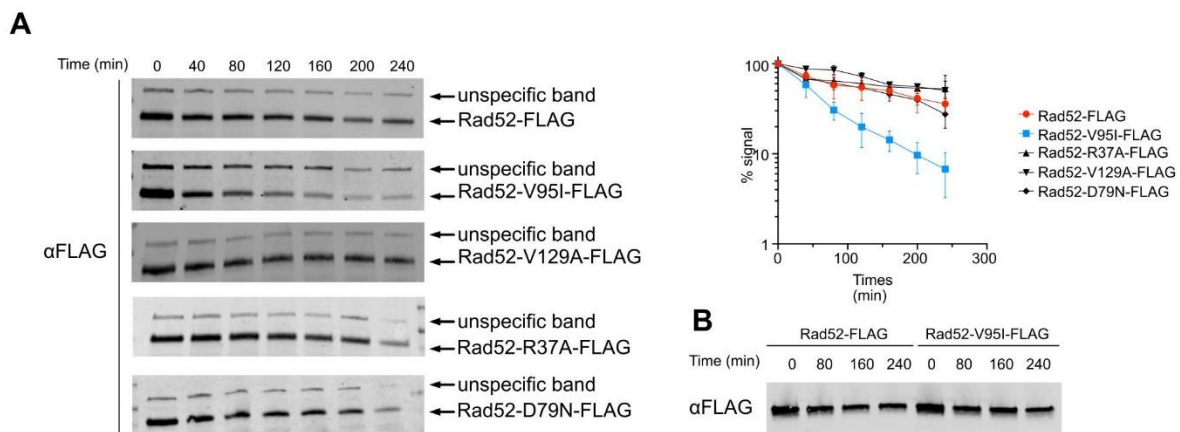 A
Time (min) 0 40 80 120 160 200 240
unspecific band
Rad52-FLAG
unspecific band
Rad52-V95I-FLAG
αFLAG
unspecific band
Rad52-V129A-FLAG
unspecific band
Rad52-R37A-FLAG
unspecific band
Rad52-D79N-FLAG
100
10
1
% signal
0 100 200 300
Times
(min)
Rad52-FLAG
Rad52-V95I-FLAG
Rad52-R37A-FLAG
Rad52-V129A-FLAG
Rad52-D79N-FLAG
B
Rad52-FLAG Rad52-V95I-FLAG
Time (min) 0 80 160 240 0 80 160 240
αFLAG